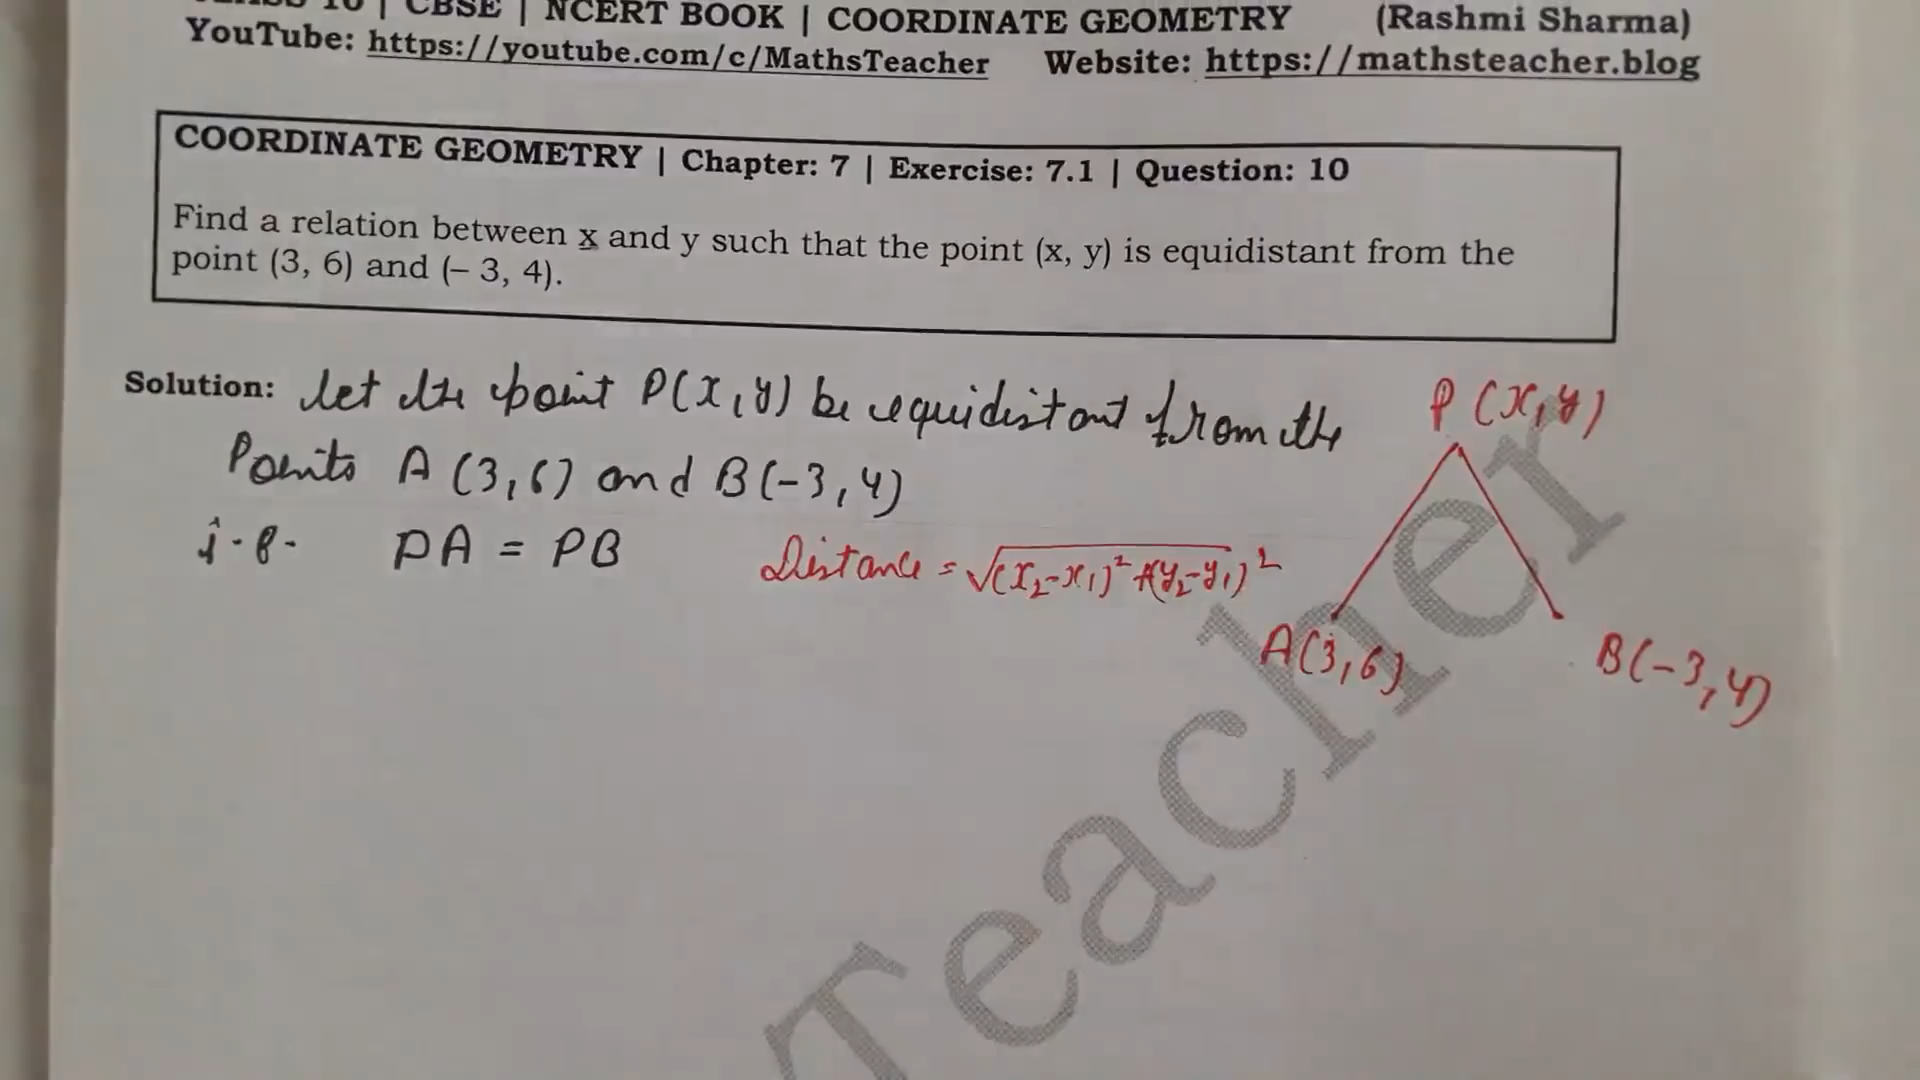 CLASS 10 | CBSE | NCERT BOOK | COORDINATE GEOMETRY (Rashmi Sharma)
YouTube: https://youtube.com/c/MathsTeacher Website: https://mathsteacher.blog
COORDINATE GEOMETRY | Chapter: 7 | Exercise: 7.1 | Question: 10
Find a relation between x and y such that the point (x, y) is equidistant from the
point (3, 6) and (– 3, 4).
Solution: Let the point P(x,y) be equidistant from the
Points A (3,6) and B(-3,4)
i.e. PA = PB
Distance = √(x₂-x₁)²+(y₂-y₁)²
P (x,y)
A(3,6)
B(-3,4)
Teacher